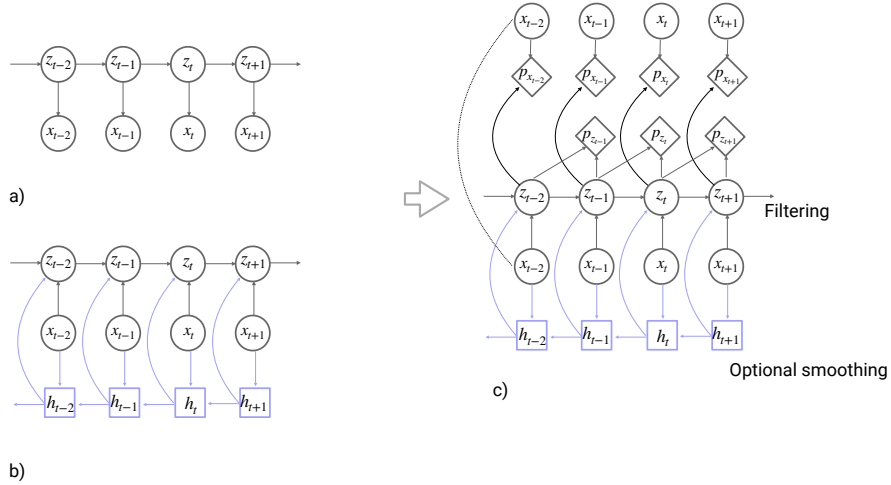 z_{t-2} z_{t-1} z_t z_{t+1}
x_{t-2} x_{t-1} x_t x_{t+1}
a)
z_{t-2} z_{t-1} z_t z_{t+1}
x_{t-2} x_{t-1} x_t x_{t+1}
h_{t-2} h_{t-1} h_t h_{t+1}
b)
x_{t-2} x_{t-1} x_t x_{t+1}
p_{x_{t-2}} p_{x_{t-1}} p_{x_t} p_{x_{t+1}}
p_{z_{t-1}} p_{z_t} p_{z_{t+1}}
z_{t-2} z_{t-1} z_t z_{t+1}
Filtering
x_{t-2} x_{t-1} x_t x_{t+1}
h_{t-2} h_{t-1} h_t h_{t+1}
Optional smoothing
c)